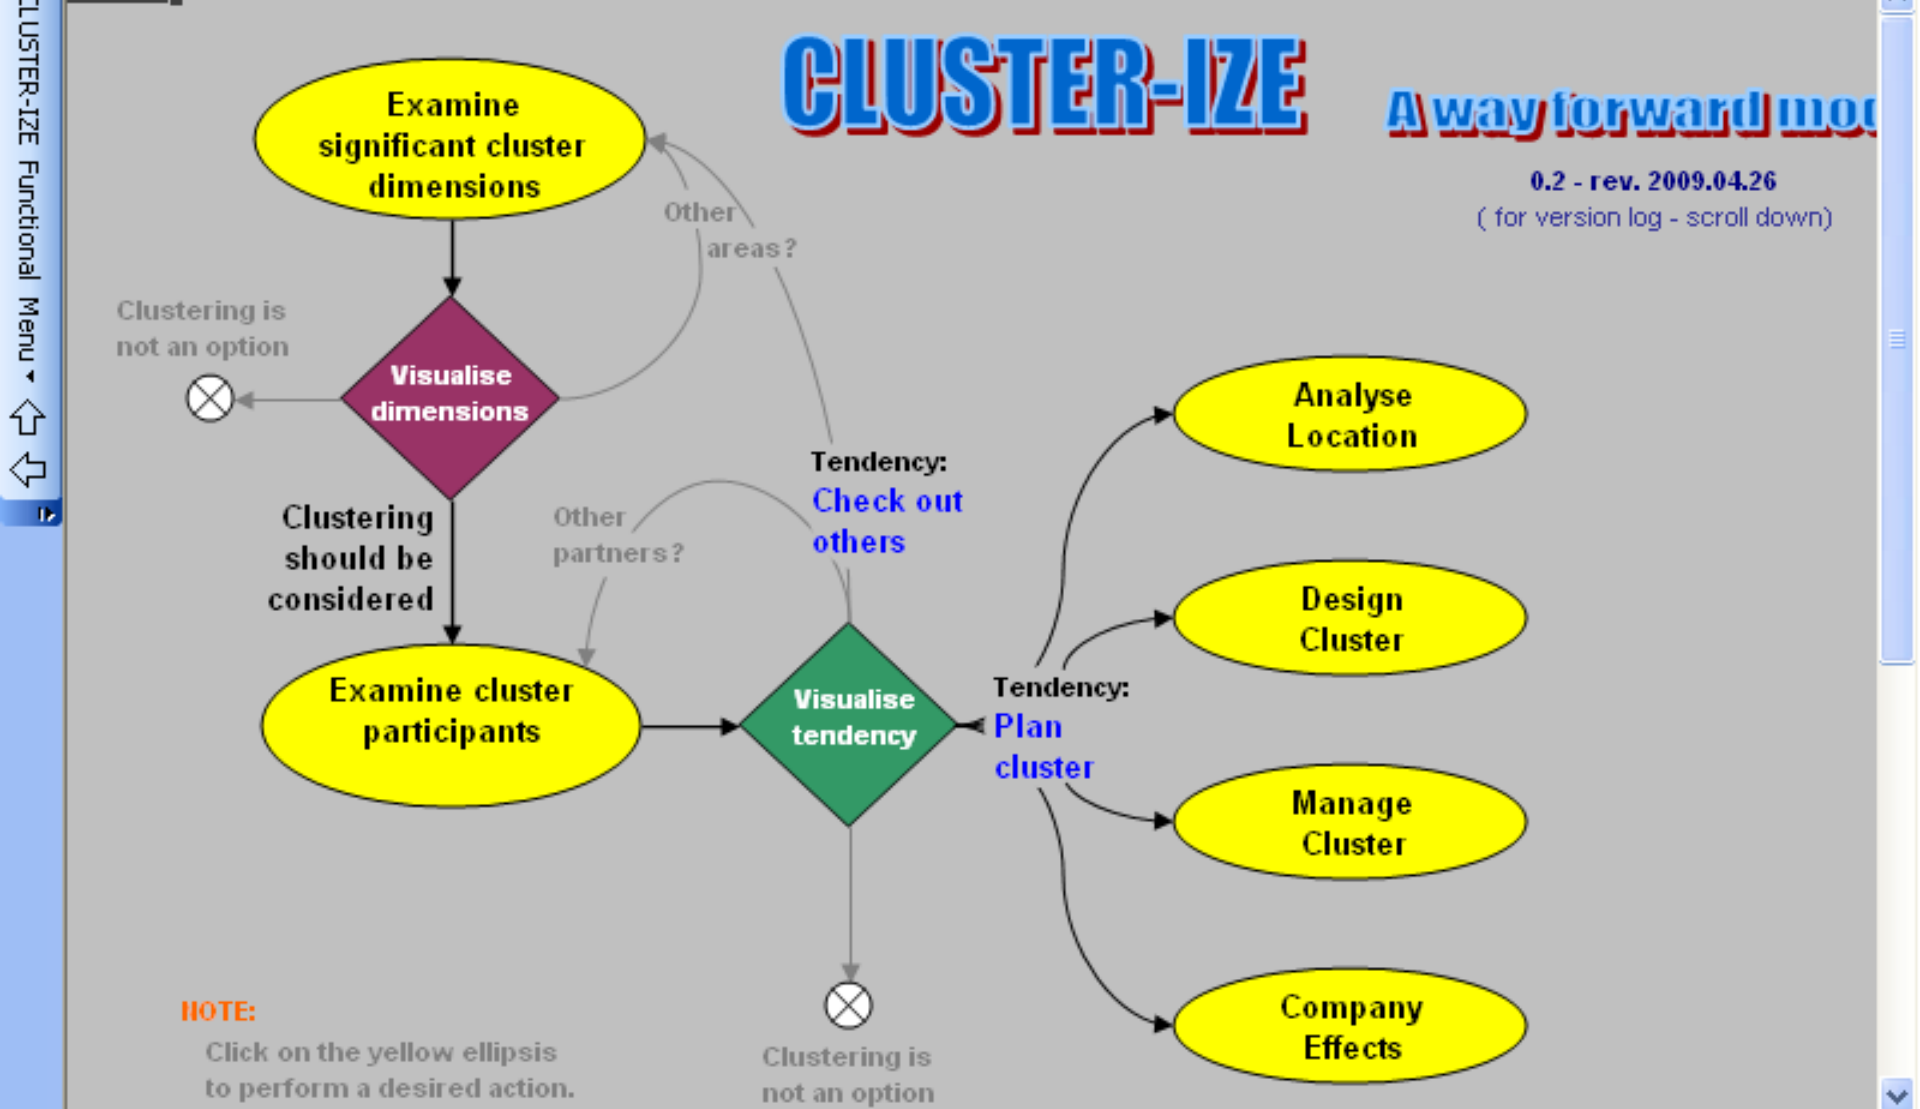 CLUSTER-IZE Functional Menu
CLUSTER-IZE
A way forward
0.2 - rev. 2009.04.26
( for version log - scroll down)
Examine
significant cluster
dimensions
Other
areas?
Clustering is
not an option
Visualise
dimensions
Analyse
Location
Tendency:
Check out
others
Clustering
should be
considered
Other
partners?
Design
Cluster
Examine cluster
participants
Visualise
tendency
Tendency:
Plan
cluster
Manage
Cluster
Company
Effects
NOTE:
Click on the yellow ellipsis
to perform a desired action.
Clustering is
not an option